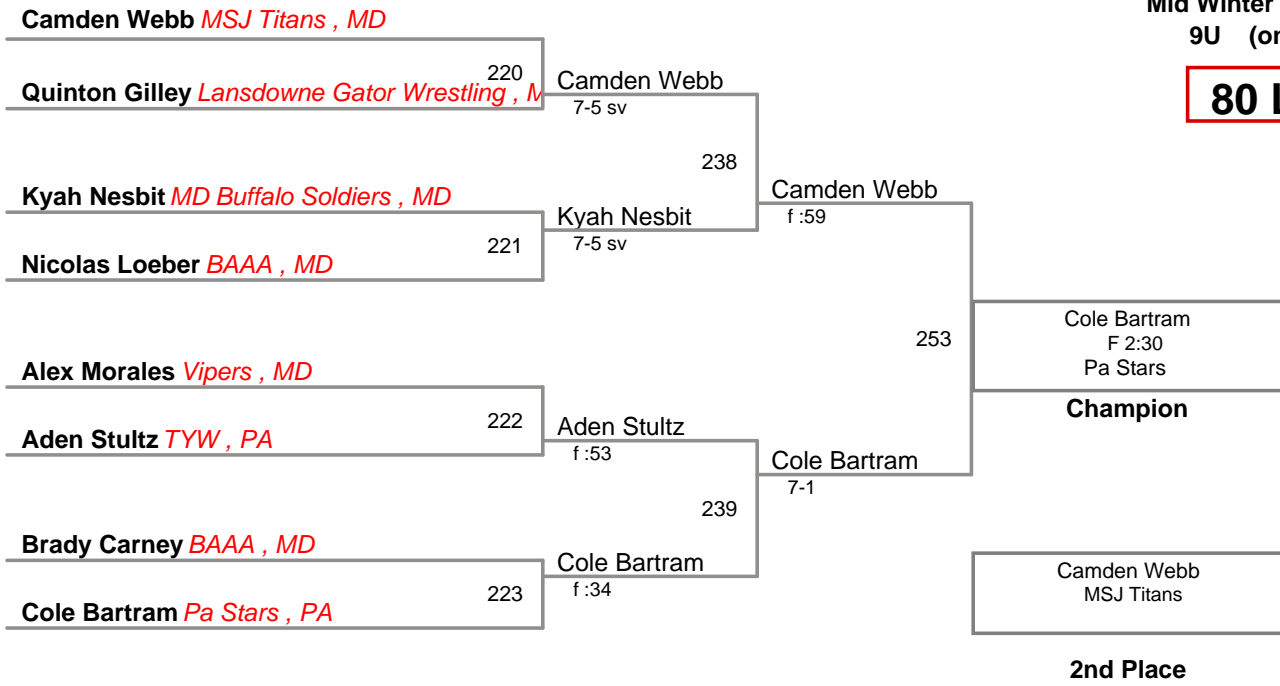 Camden Webb MSJ Titans , MD
Mid Winter
9U (or
80
220
Quinton Gilley Lansdowne Gator Wrestling , M
Camden Webb
7-5 sv
238
Kyah Nesbit MD Buffalo Soldiers , MD
Camden Webb
f :59
221
Kyah Nesbit
7-5 sv
Nicolas Loeber BAAA , MD
253
Cole Bartram
F 2:30
Pa Stars
Champion
Alex Morales Vipers , MD
222
Aden Stultz
f :53
Aden Stultz TYW , PA
Cole Bartram
7-1
239
Brady Carney BAAA , MD
Cole Bartram
f :34
223
Cole Bartram Pa Stars , PA
Camden Webb
MSJ Titans
2nd Place